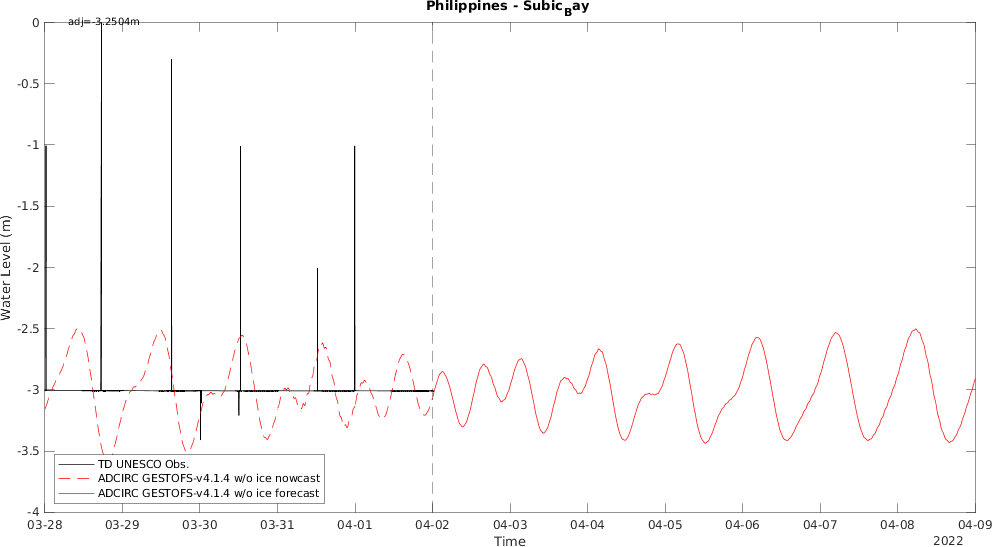 Philippines - Subic_Bay
adj=-3.2504m
0
-0.5
-1
-1.5
-2
-2.5
-3
-3.5
-4
Water Level (m)
TD UNESCO Obs.
ADCIRC GESTOFS-v4.1.4 w/o ice nowcast
ADCIRC GESTOFS-v4.1.4 w/o ice forecast
03-28 03-29 03-30 03-31 04-01 04-02 04-03 04-04 04-05 04-06 04-07 04-08 04-09
Time
2022